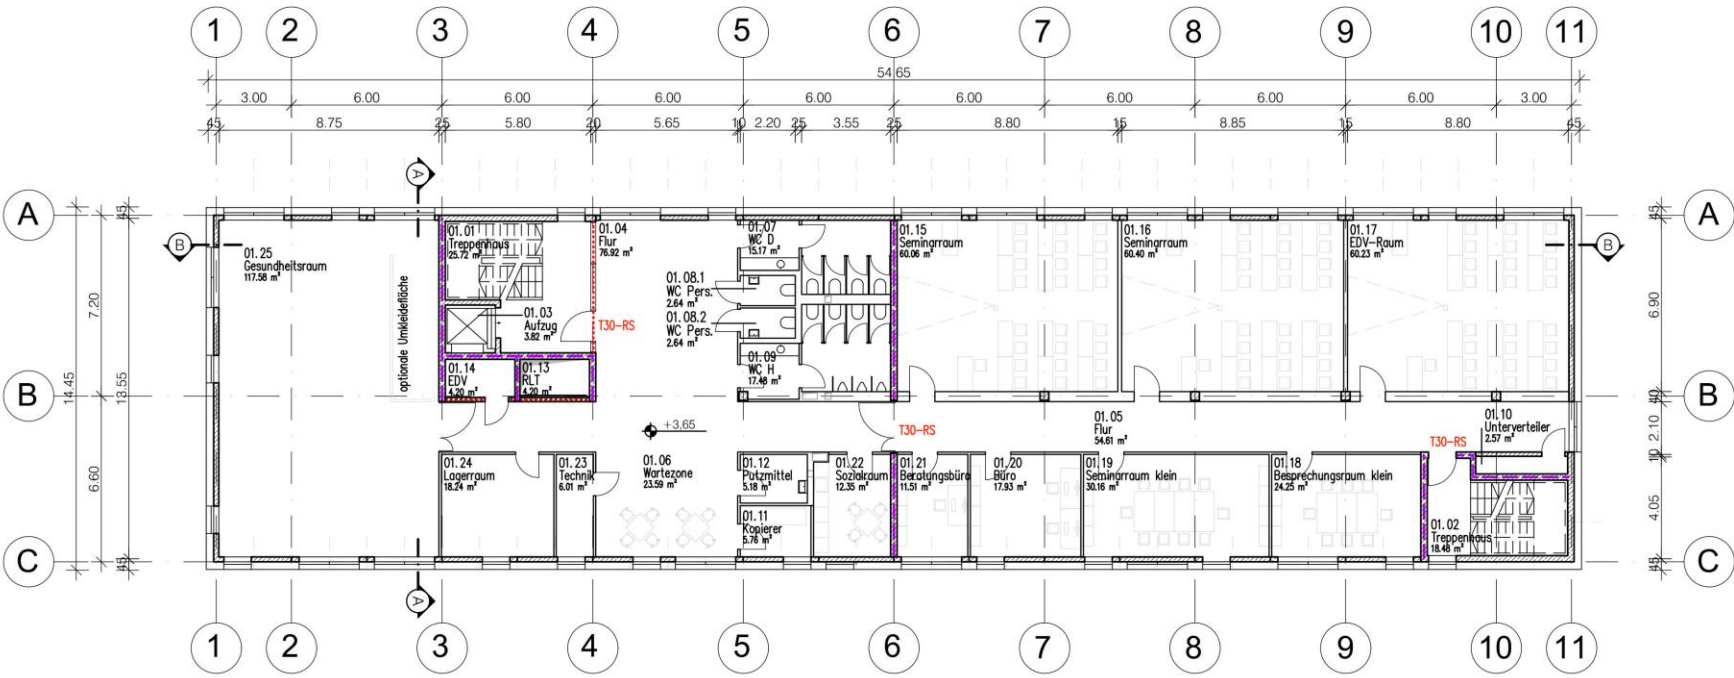 1 2 3 4 5 6 7 8 9 10 11
54.65
3.00 6.00 6.00 6.00 6.00 6.00 6.00 6.00 6.00 3.00
45 8.75 25 5.80 20 5.65 10 2.20 25 3.55 25 8.80 15 8.85 15 8.80 45
A
A
A
B
B
B
B
C
C
A
14.45
7.20
6.60
45
13.55
45
45
6.90
40
2.10
10
4.05
45
01.25
Gesundheitsraum
117.58 m²
optionale Umkleidefläche
01.01
Treppenhaus
25.72 m²
01.03
Aufzug
3.82 m²
01.14
EDV
4.20 m²
01.13
RLT
4.20 m²
01.04
Flur
76.92 m²
T30-RS
01.07
WC D
15.17 m²
01.08.1
WC Pers.
2.64 m²
01.08.2
WC Pers.
2.64 m²
01.09
WC H
17.48 m²
01.15
Seminarraum
60.06 m²
01.16
Seminarraum
60.40 m²
01.17
EDV-Raum
60.23 m²
+3,65
T30-RS
01.05
Flur
54.61 m²
T30-RS
01.10
Unterverteiler
2.57 m²
01.24
Lagerraum
18.24 m²
01.23
Technik
6.01 m²
01.06
Wartezone
23.59 m²
01.12
Putzmittel
5.18 m²
01.11
Kopierer
5.76 m²
01.22
Sozialraum
12.35 m²
01.21
Beratungsbüro
11.51 m²
01.20
Büro
17.93 m²
01.19
Seminarraum klein
30.16 m²
01.18
Besprechungsraum klein
24.25 m²
01.02
Treppenhaus
18.48 m²
A
1 2 3 4 5 6 7 8 9 10 11